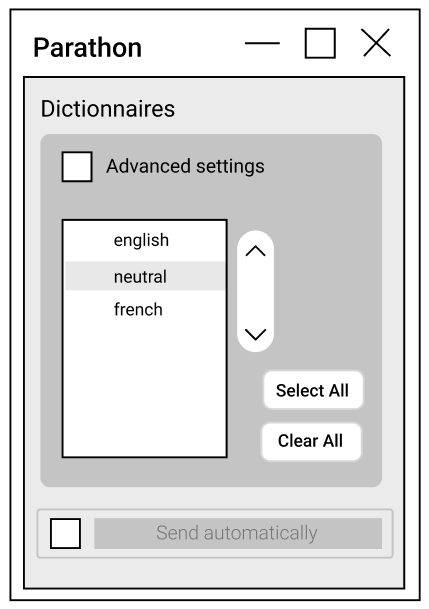 Parathon
Dictionnaires
Advanced settings
english
neutral
french
Select All
Clear All
Send automatically